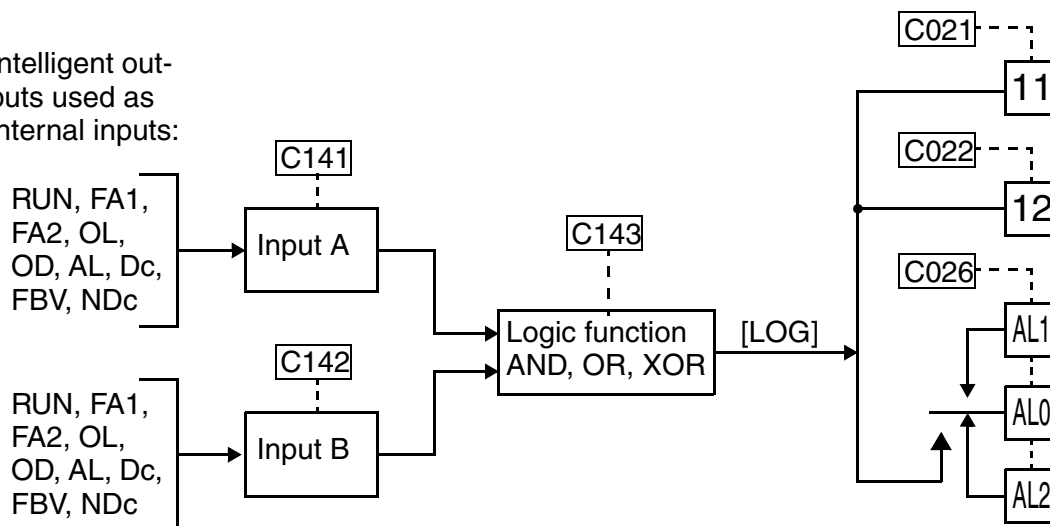 ntelligent out-
puts used as
nternal inputs:
RUN, FA1,
FA2, OL,
OD, AL, Dc,
FBV, NDc
C141
Input A
RUN, FA1,
FA2, OL,
OD, AL, Dc,
FBV, NDc
C142
Input B
C143
Logic function
AND, OR, XOR
[LOG]
C021
11
C022
12
C026
AL1
AL0
AL2